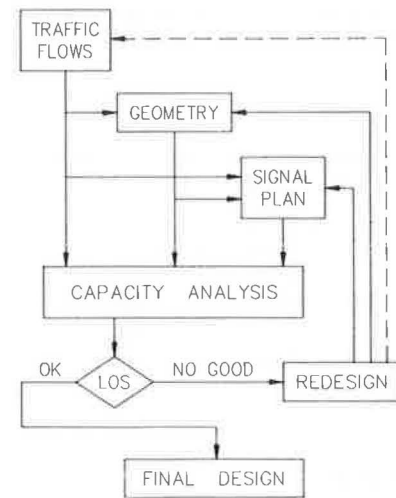 TRAFFIC
FLOWS
GEOMETRY
SIGNAL
PLAN
CAPACITY ANALYSIS
OK
LOS
NO GOOD
REDESIGN
FINAL DESIGN